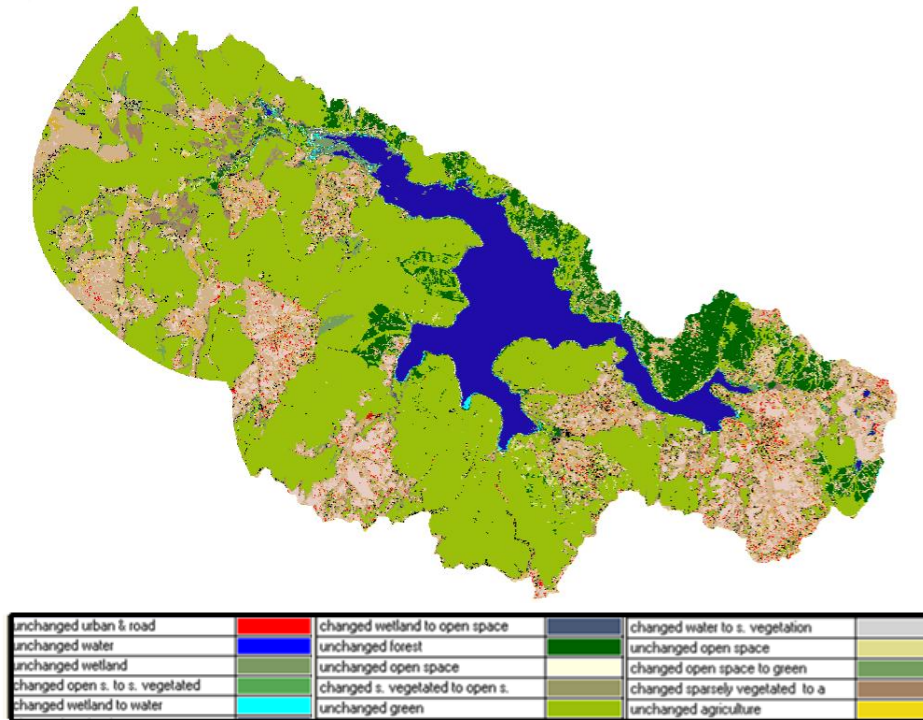 unchanged urban & road
changed wetland to open space
changed water to s. vegetation
unchanged water
unchanged forest
unchanged open space
unchanged wetland
unchanged open space
changed open space to green
changed open s. to s. vegetated
changed s. vegetated to open s.
changed sparsely vegetated to a
changed wetland to water
unchanged green
unchanged agriculture